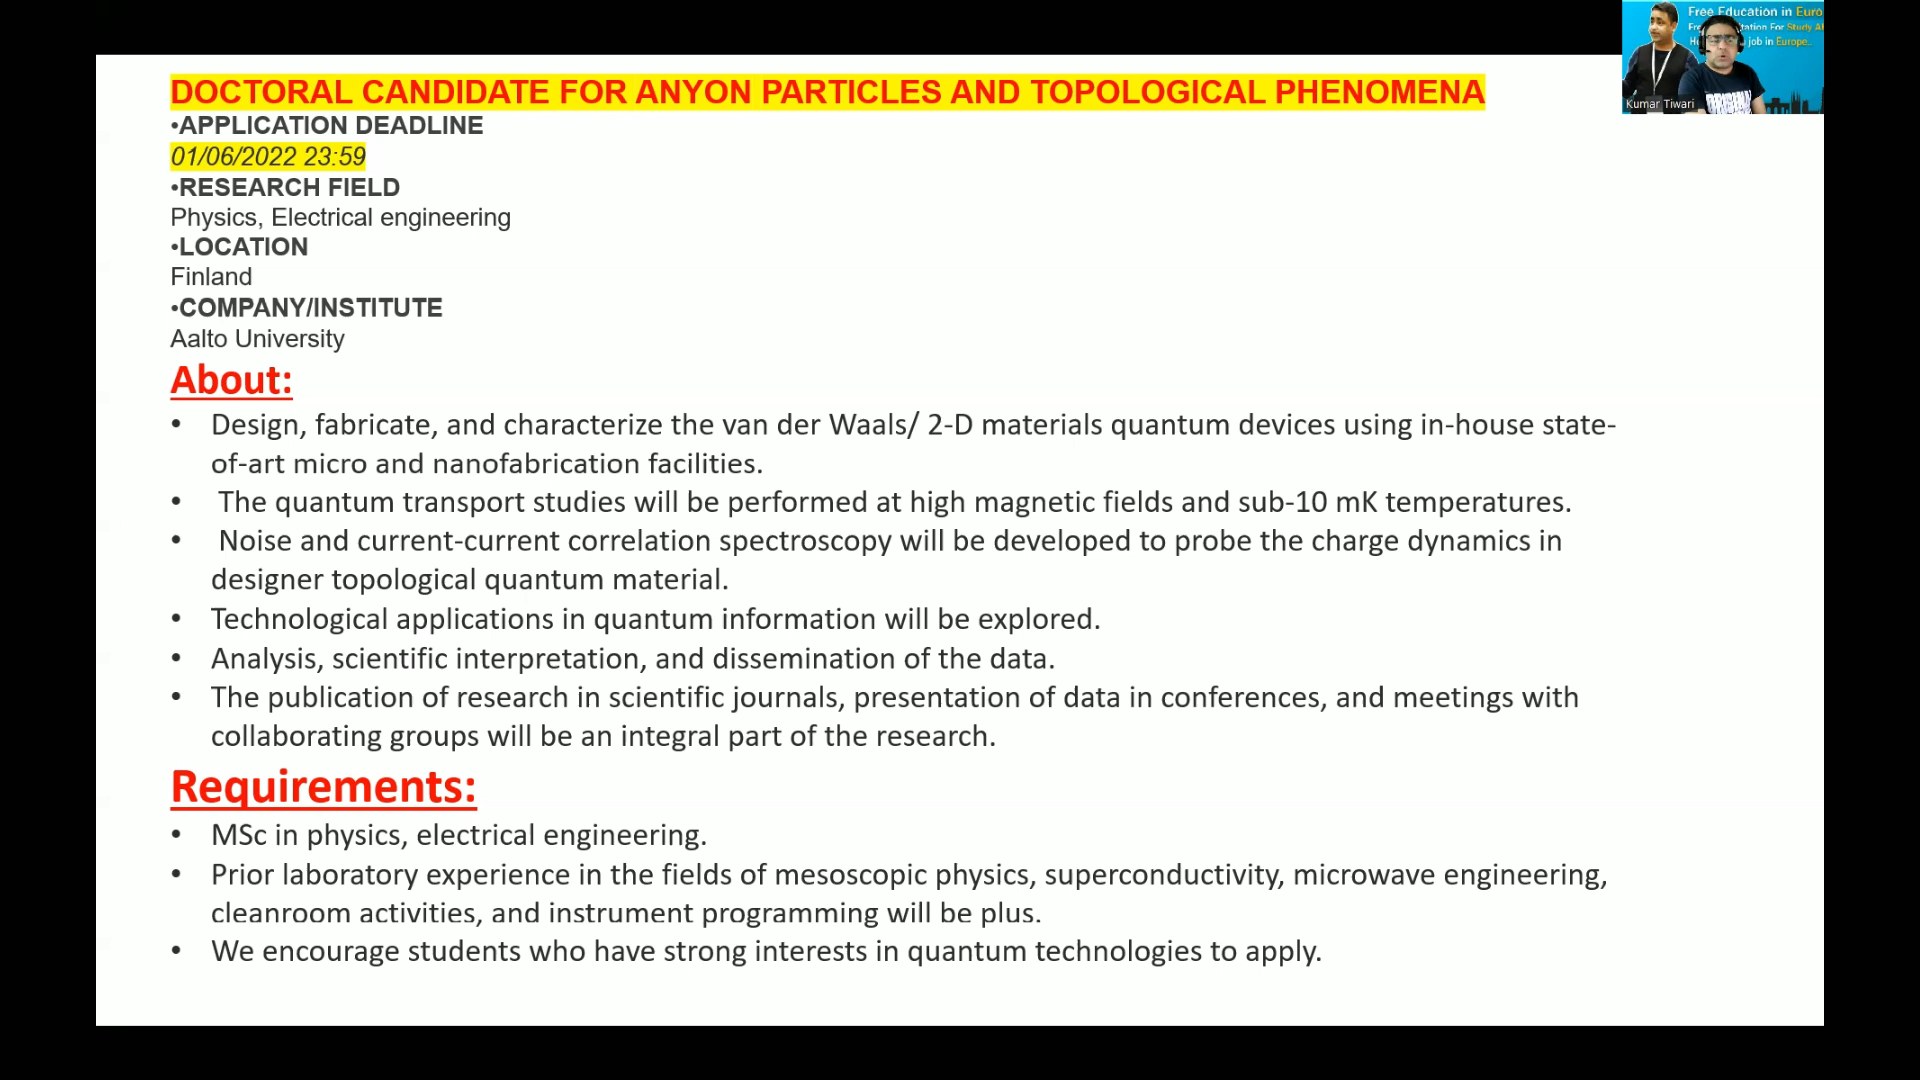 Free Education in Euro
Study A
job in Europe..
Kumar Tiwari
DOCTORAL CANDIDATE FOR ANYON PARTICLES AND TOPOLOGICAL PHENOMENA
•APPLICATION DEADLINE
01/06/2022 23:59
•RESEARCH FIELD
Physics, Electrical engineering
•LOCATION
Finland
•COMPANY/INSTITUTE
Aalto University
About:
• Design, fabricate, and characterize the van der Waals/ 2-D materials quantum devices using in-house state-
of-art micro and nanofabrication facilities.
• The quantum transport studies will be performed at high magnetic fields and sub-10 mK temperatures.
• Noise and current-current correlation spectroscopy will be developed to probe the charge dynamics in
designer topological quantum material.
• Technological applications in quantum information will be explored.
• Analysis, scientific interpretation, and dissemination of the data.
• The publication of research in scientific journals, presentation of data in conferences, and meetings with
collaborating groups will be an integral part of the research.
Requirements:
• MSc in physics, electrical engineering.
• Prior laboratory experience in the fields of mesoscopic physics, superconductivity, microwave engineering,
cleanroom activities, and instrument programming will be plus.
• We encourage students who have strong interests in quantum technologies to apply.